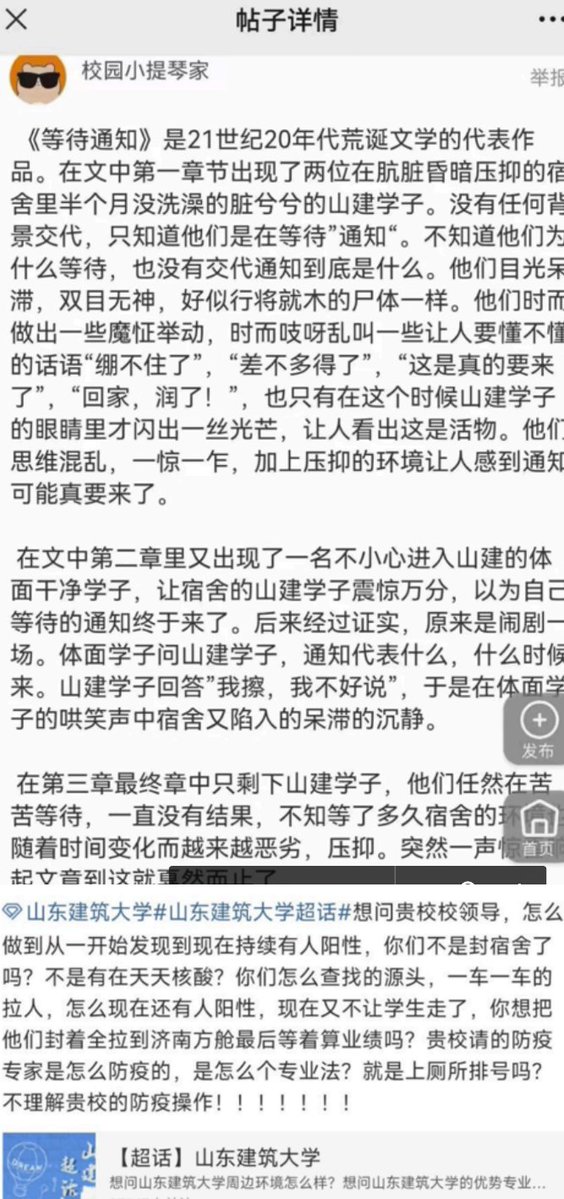 帖子详情
校园小提琴家
举报
《等待通知》是21世纪20年代荒诞文学的代表作
品。在文中第一章节出现了两位在肮脏昏暗压抑的宿
舍里半个月没洗澡的脏兮兮的山建学子。没有任何背
景交代，只知道他们是在等待”通知“。不知道他们为
什么等待，也没有交代通知到底是什么。他们目光呆
滞，双目无神，好似行将就木的尸体一样。他们时而
做出一些魔怔举动，时而吱呀乱叫一些让人要懂不懂
的话语“绷不住了”，“差不多得了”，“这是真的要来
了”，“回家，润了！”，也只有在这个时候山建学子
的眼睛里才闪出一丝光芒，让人看出这是活物。他们
思维混乱，一惊一乍，加上压抑的环境让人感到通知
可能真要来了。
在文中第二章里又出现了一名不小心进入山建的体
面干净学子，让宿舍的山建学子震惊万分，以为自己
等待的通知终于来了。后来经过证实，原来是闹剧一
场。体面学子问山建学子，通知代表什么，什么时候
来。山建学子回答”我擦，我不好说”，于是在体面学
子的哄笑声中宿舍又陷入的呆滞的沉静。
发布
在第三章最终章中只剩下山建学子，他们任然在苦
苦等待，一直没有结果，不知等了多久宿舍的环境
随着时间变化而越来越恶劣，压抑。突然一声惊
首页
起文章到这就戛然而止了
山东建筑大学#山东建筑大学超话#想问贵校校领导，怎么
做到从一开始发现到现在持续有人阳性，你们不是封宿舍了
吗？不是有在天天核酸？你们怎么查找的源头，一车一车的
拉人，怎么现在还有人阳性，现在又不让学生走了，你想把
他们封着全拉到济南方舱最后等着算业绩吗？贵校请的防疫
专家是怎么防疫的，是怎么个专业法？就是上厕所排号吗？
不理解贵校的防疫操作！！！！！！！
DREAM
山建
超话
【超话】山东建筑大学
想问山东建筑大学周边环境怎么样？想问山东建筑大学的优势专业...